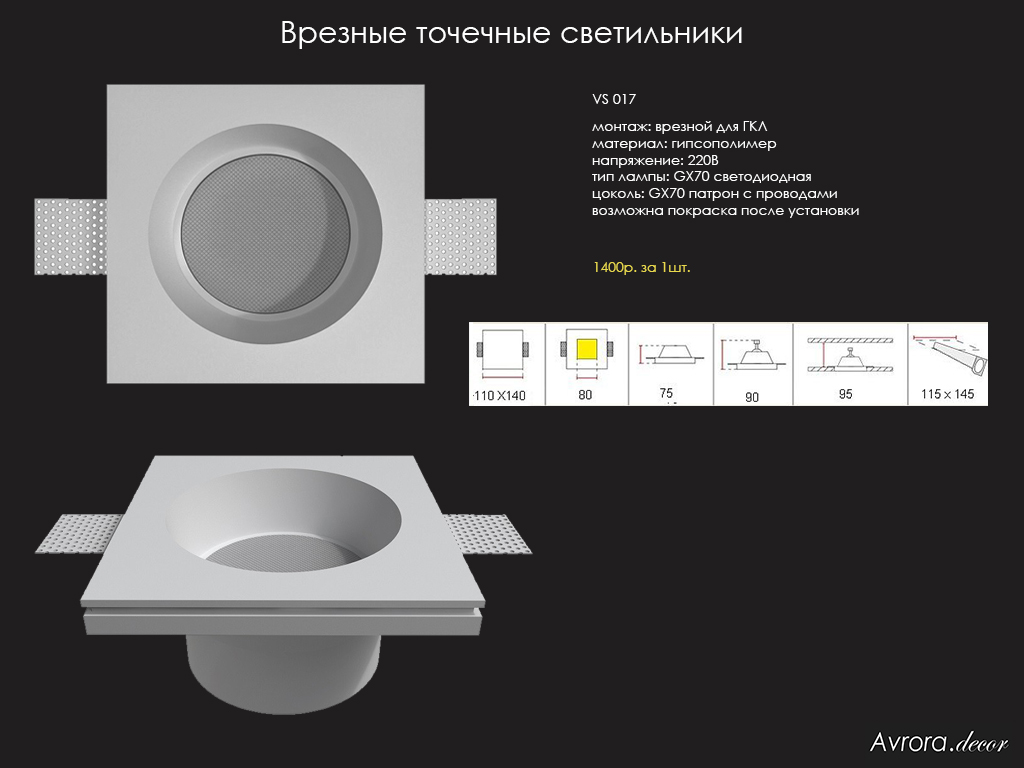 Врезные точечные светильники
VS 017
монтаж: врезной для ГКЛ
материал: гипсополимер
напряжение: 220В
тип лампы: GX70 светодиодная
цоколь: GX70 патрон с проводами
возможна покраска после установки
1400р. за 1шт.
110 X140
80
75
90
95
115 x 145
Avrora.decor